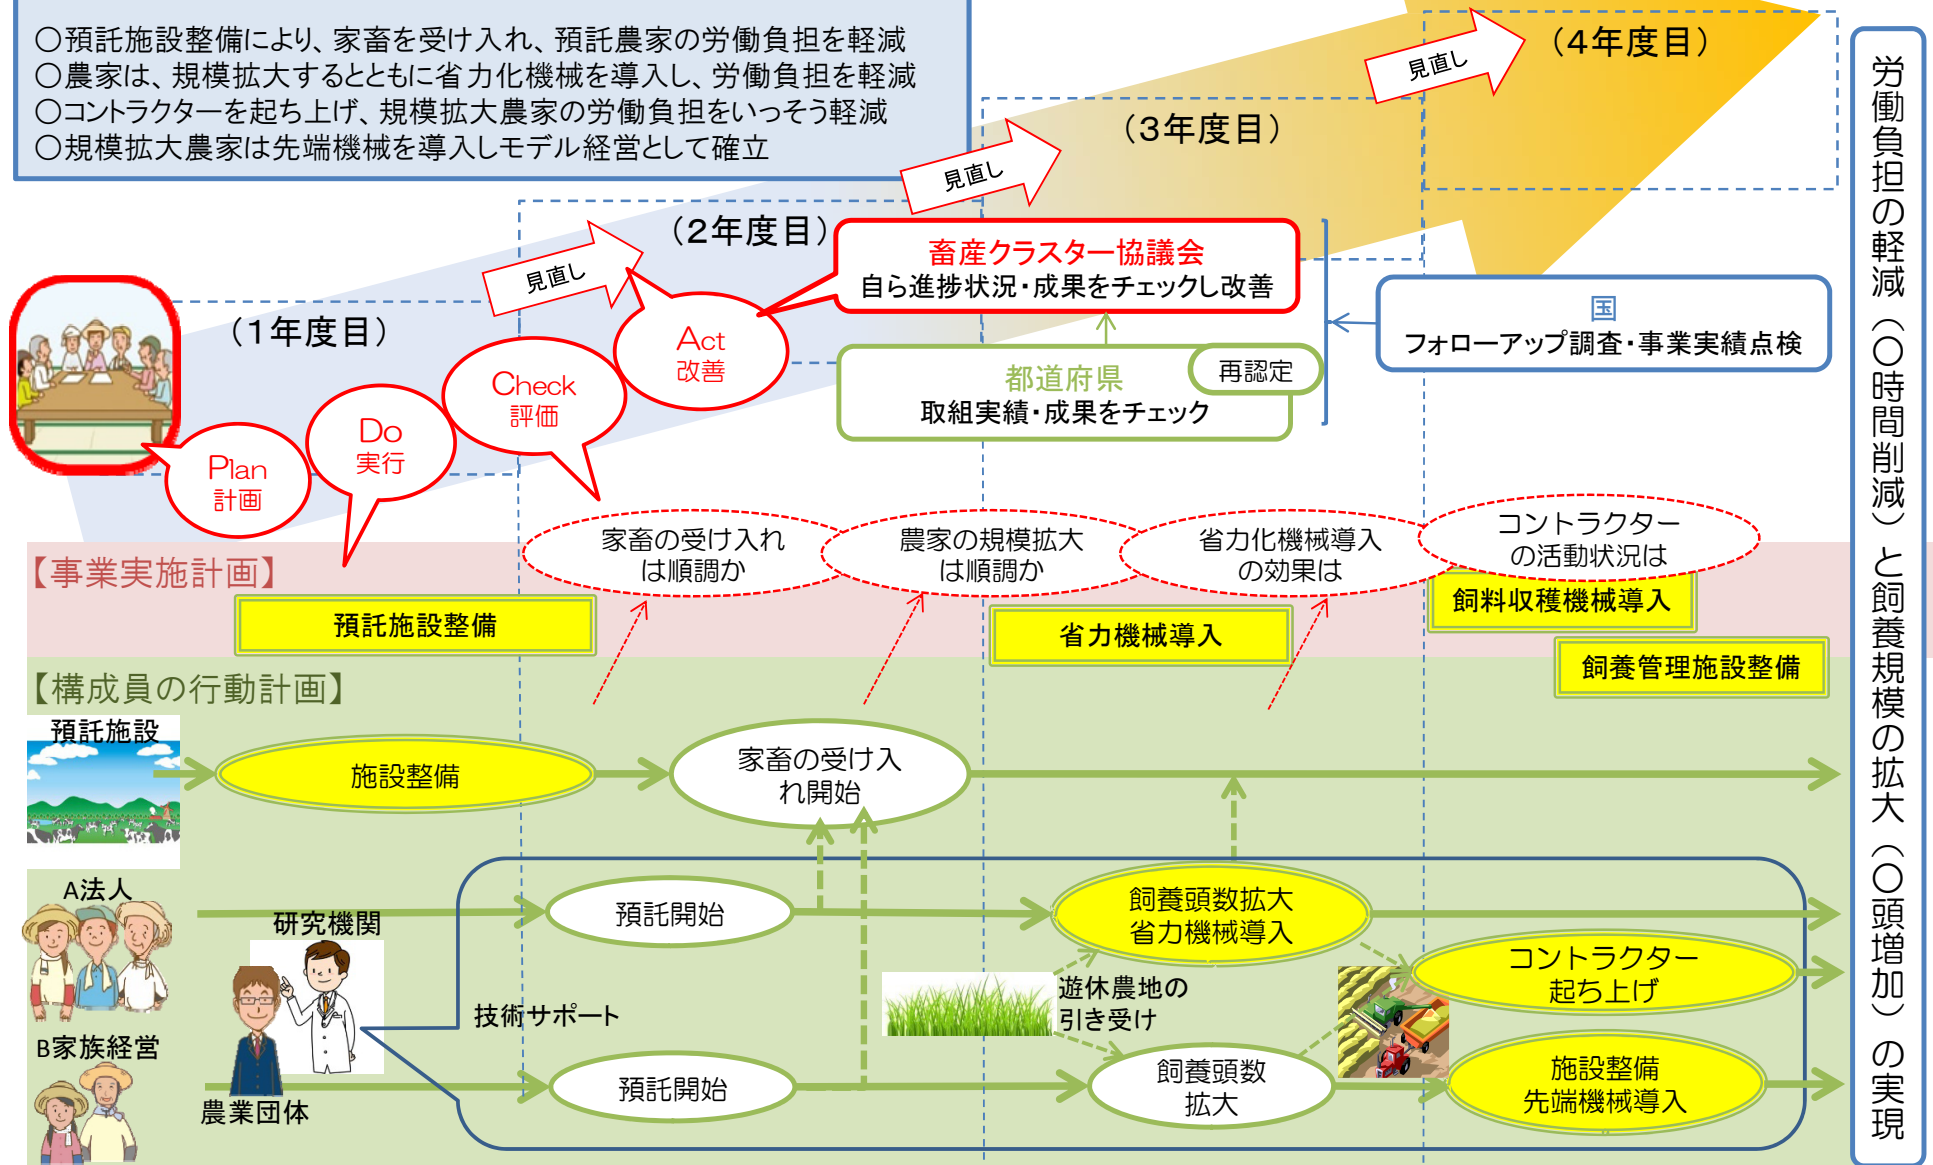 〇預託施設整備により、家畜を受け入れ、預託農家の労働負担を軽減
〇農家は、規模拡大するとともに省力化機械を導入し、労働負担を軽減
〇コントラクターを起ち上げ、規模拡大農家の労働負担をいっそう軽減
〇規模拡大農家は先端機械を導入しモデル経営として確立
(4年度目)
見直し
(3年度目)
見直し
(2年度目)
見直し
(1年度目)
畜産クラスター協議会
自ら進捗状況・成果をチェックし改善
国
フォローアップ調査・事業実績点検
都道府県
取組実績・成果をチェック
再認定
Act
改善
Check
評価
Do
実行
Plan
計画
家畜の受け入れ
は順調か
農家の規模拡大
は順調か
省力化機械導入
の効果は
コントラクター
の活動状況は
【事業実施計画】
預託施設整備
省力機械導入
飼料収穫機械導入
飼養管理施設整備
【構成員の行動計画】
預託施設
施設整備
家畜の受け入
れ開始
A法人
研究機関
預託開始
飼養頭数拡大
省力機械導入
コントラクター
起ち上げ
技術サポート
遊休農地の
引き受け
B家族経営
農業団体
預託開始
飼養頭数
拡大
施設整備
先端機械導入
労働負担の軽減(〇時間削減)と飼養規模の拡大(〇頭増加)の実現